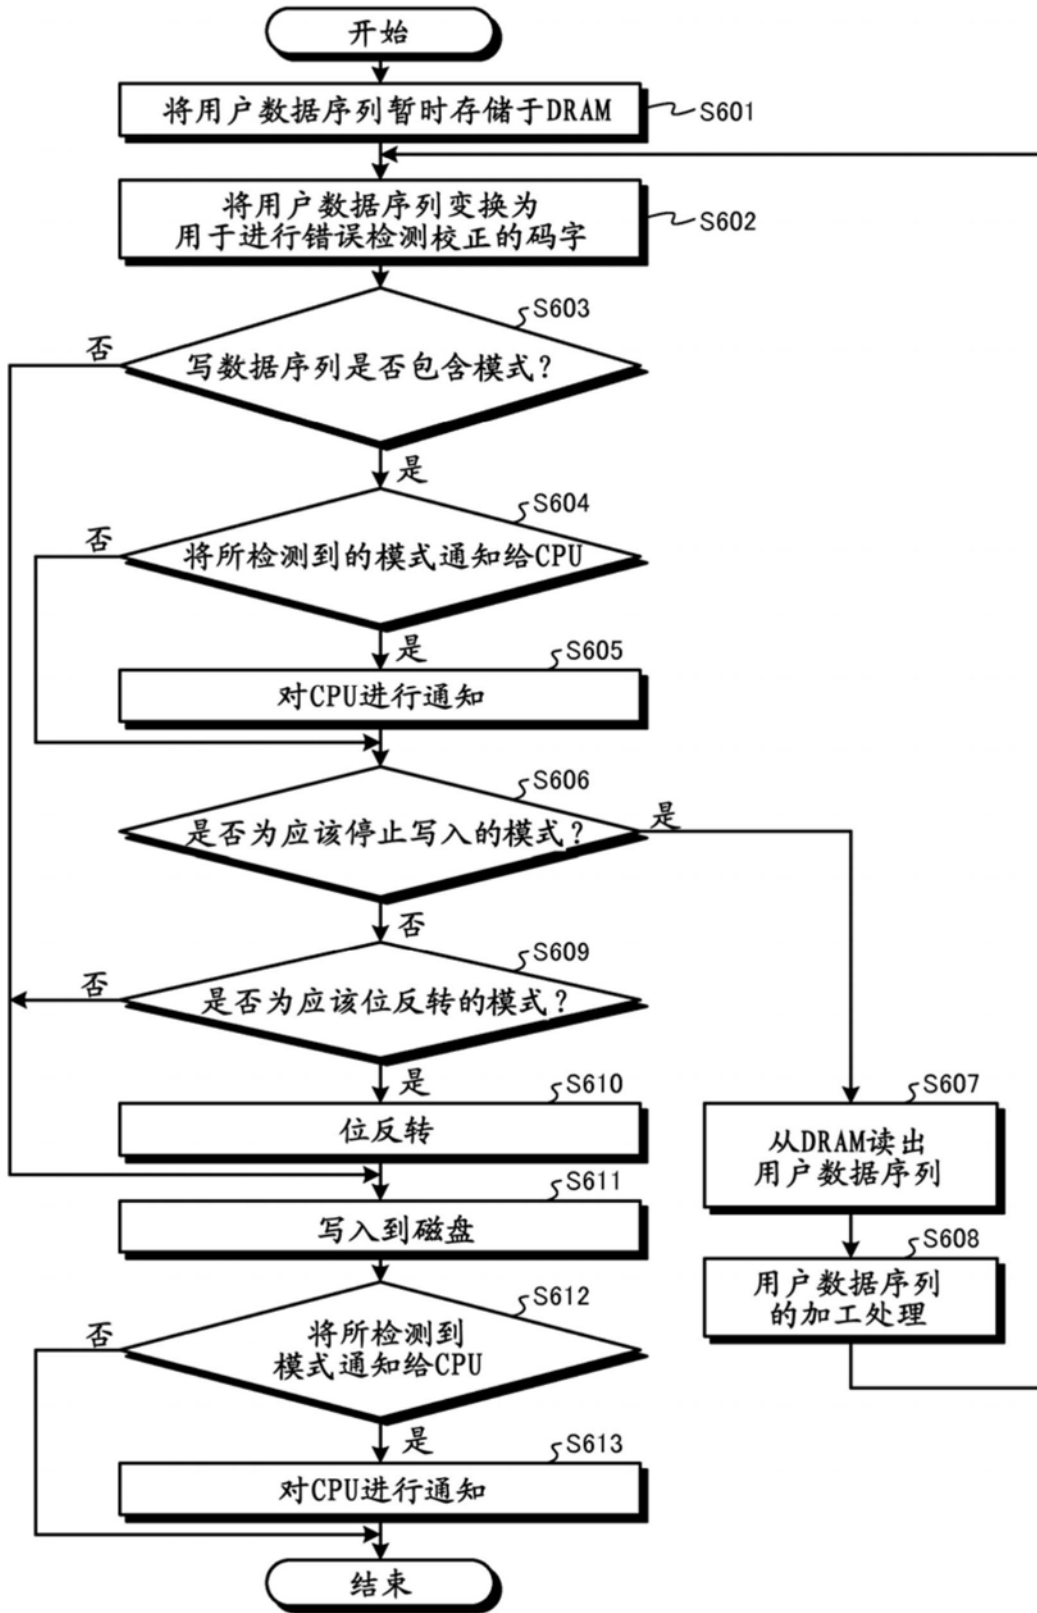 开始
将用户数据序列暂时存储于DRAM
S601
将用户数据序列变换为
用于进行错误检测校正的码字
S602
S603
否
写数据序列是否包含模式？
是
S604
否
将所检测到的模式通知给CPU
是
S605
对CPU进行通知
S606
是否为应该停止写入的模式？
是
否
S609
否
是否为应该位反转的模式？
是
S610
位反转
S607
从DRAM读出
用户数据序列
S611
写入到磁盘
S608
用户数据序列
的加工处理
S612
否
将所检测到
模式通知给CPU
是
S613
对CPU进行通知
结束